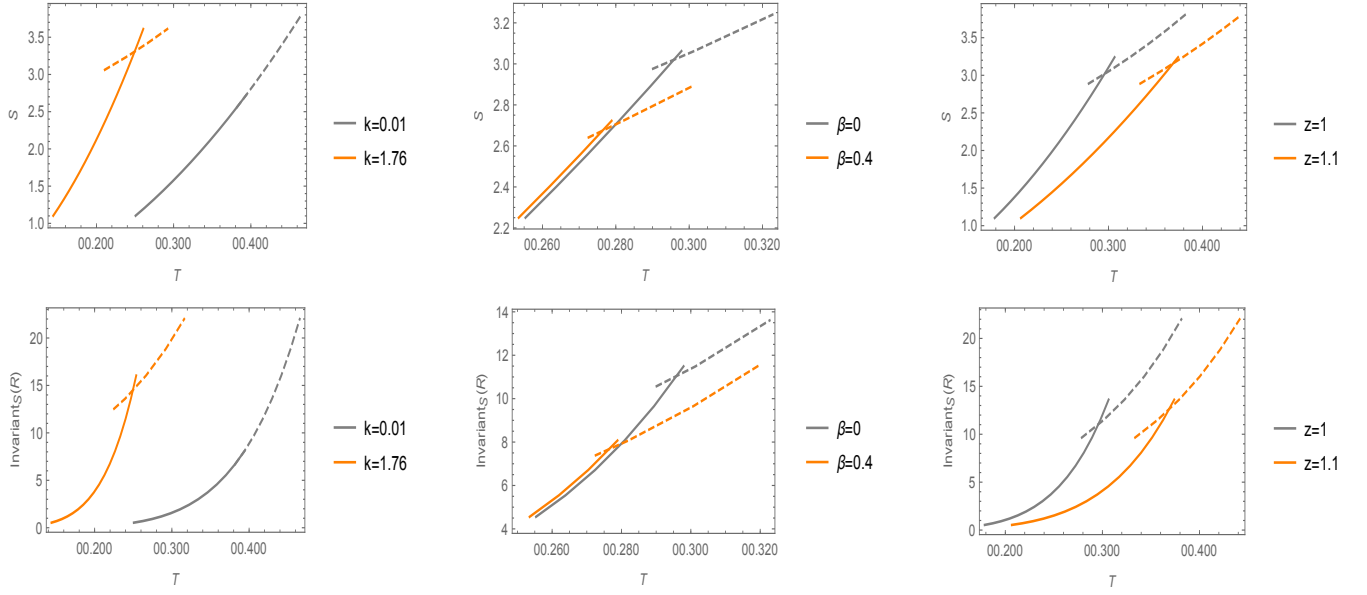 3.5
3.0
2.5
2.0
1.5
1.0
S
00.200 00.300 00.400
T
k=0.01
k=1.76
3.2
3.0
2.8
2.6
2.4
2.2
S
00.260 00.280 00.300 00.320
T
β=0
β=0.4
3.5
3.0
2.5
2.0
1.5
1.0
S
00.200 00.300 00.400
T
z=1
z=1.1
20
15
10
5
0
Invariant_S(R)
00.200 00.300 00.400
T
k=0.01
k=1.76
14
12
10
8
6
4
Invariant_S(R)
00.260 00.280 00.300 00.320
T
β=0
β=0.4
20
15
10
5
0
Invariant_S(R)
00.200 00.300 00.400
T
z=1
z=1.1